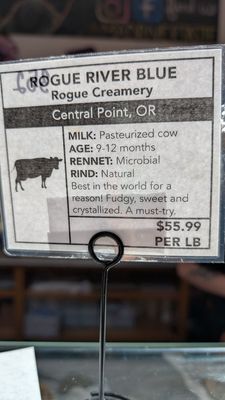 ROGUE RIVER BLUE
Rogue Creamery
Central Point, OR
MILK: Pasteurized cow
AGE: 9-12 months
RENNET: Microbial
RIND: Natural
Best in the world for a
reason! Fudgy, sweet and
crystallized. A must-try.
$55.99
PER LB